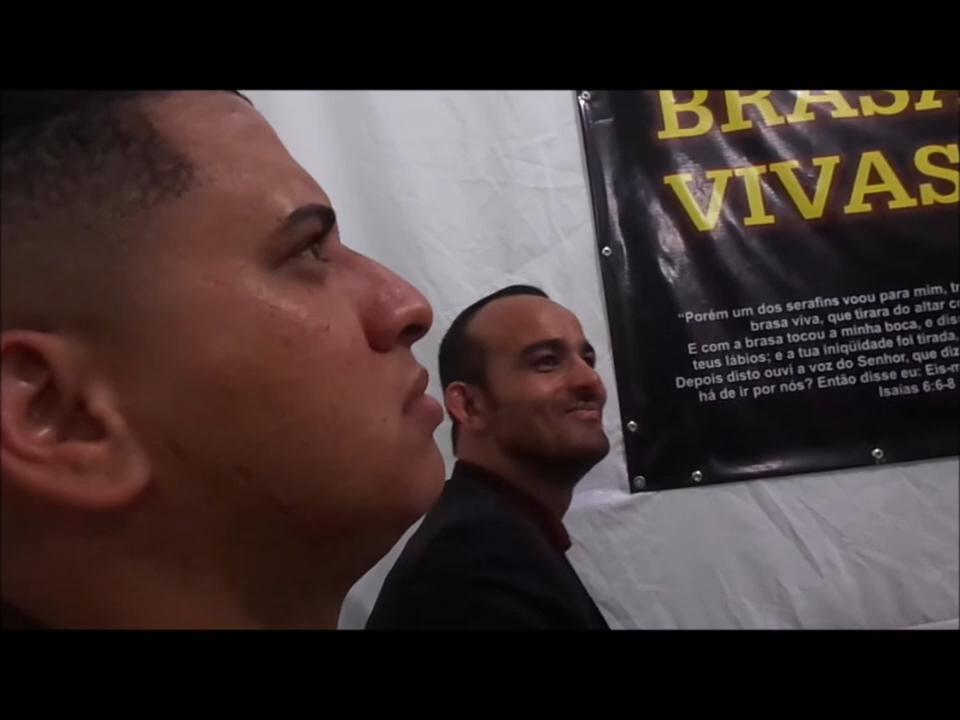 BRASA
VIVAS
"Porém um dos serafins voou para mim,
brasa viva, que tirara do altar
E com a brasa tocou a minha boca, e
teus lábios; e a tua iniqüidade foi tirada,
Depois disto ouvi a voz do Senhor, que
há de ir por nós? Então disse eu:
Isaías 6:6-8